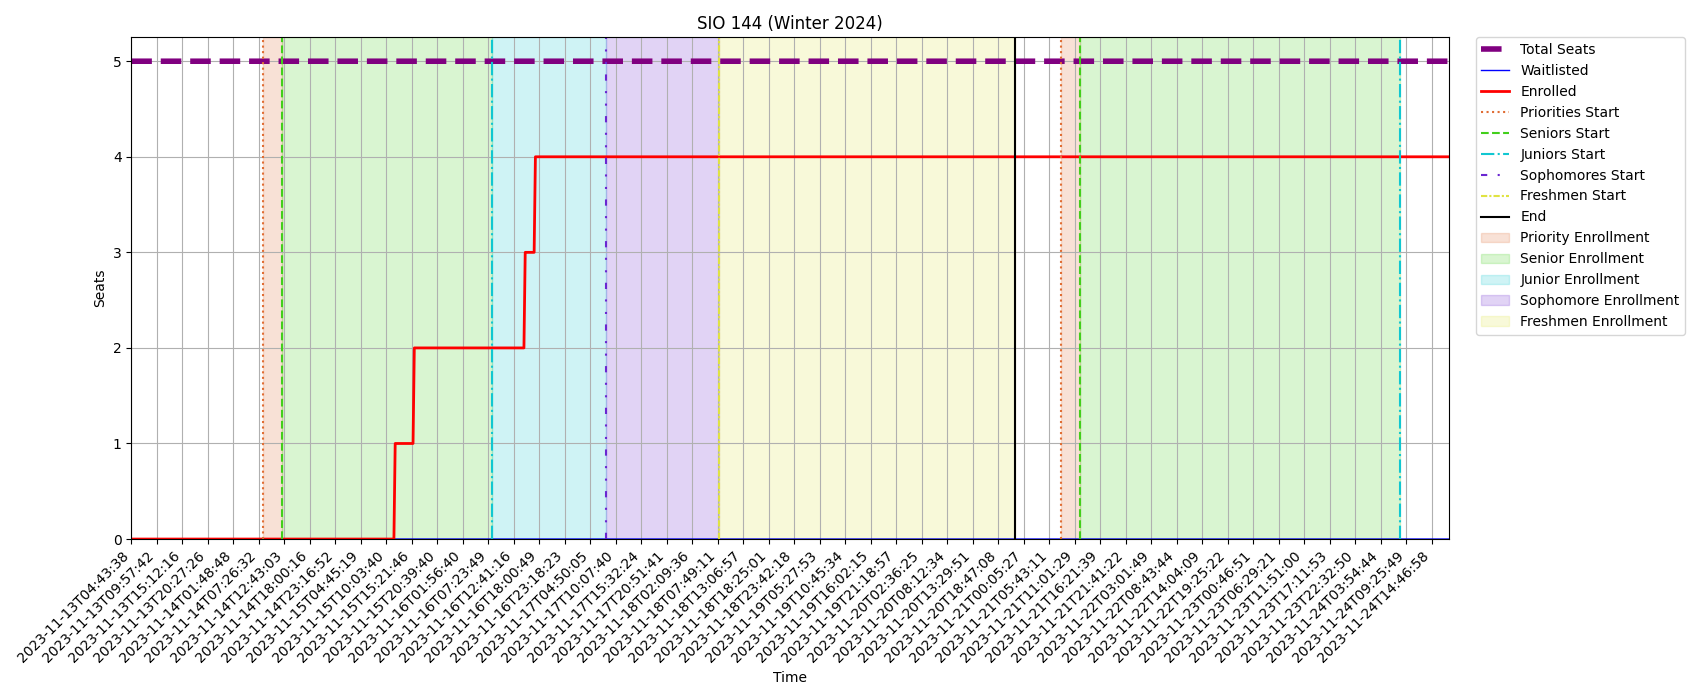 SIO 144 (Winter 2024)
5
4
3
2
1
0
Seats
2023-11-13T04:43:38
2023-11-13T09:57:42
2023-11-13T15:12:16
2023-11-13T20:27:26
2023-11-14T01:48:48
2023-11-14T07:26:32
2023-11-14T12:43:03
2023-11-14T18:00:16
2023-11-14T23:16:52
2023-11-15T04:45:19
2023-11-15T10:03:40
2023-11-15T15:21:46
2023-11-15T20:39:40
2023-11-16T01:56:40
2023-11-16T07:23:49
2023-11-16T12:41:16
2023-11-16T18:00:49
2023-11-16T23:18:23
2023-11-17T04:50:05
2023-11-17T10:07:40
2023-11-17T15:32:24
2023-11-17T20:51:41
2023-11-18T02:09:36
2023-11-18T07:49:11
2023-11-18T13:06:57
2023-11-18T18:25:01
2023-11-18T23:42:18
2023-11-19T05:27:53
2023-11-19T10:45:34
2023-11-19T16:02:15
2023-11-19T21:18:57
2023-11-20T02:36:25
2023-11-20T08:12:34
2023-11-20T13:29:51
2023-11-20T18:47:08
2023-11-21T00:05:27
2023-11-21T05:43:11
2023-11-21T11:01:29
2023-11-21T16:21:39
2023-11-21T21:41:22
2023-11-22T03:01:49
2023-11-22T08:43:44
2023-11-22T14:04:09
2023-11-22T19:25:22
2023-11-23T00:46:51
2023-11-23T06:29:21
2023-11-23T11:51:00
2023-11-23T17:11:53
2023-11-23T22:32:50
2023-11-24T03:54:44
2023-11-24T09:25:49
2023-11-24T14:46:58
Time
Total Seats
Waitlisted
Enrolled
Priorities Start
Seniors Start
Juniors Start
Sophomores Start
Freshmen Start
End
Priority Enrollment
Senior Enrollment
Junior Enrollment
Sophomore Enrollment
Freshmen Enrollment